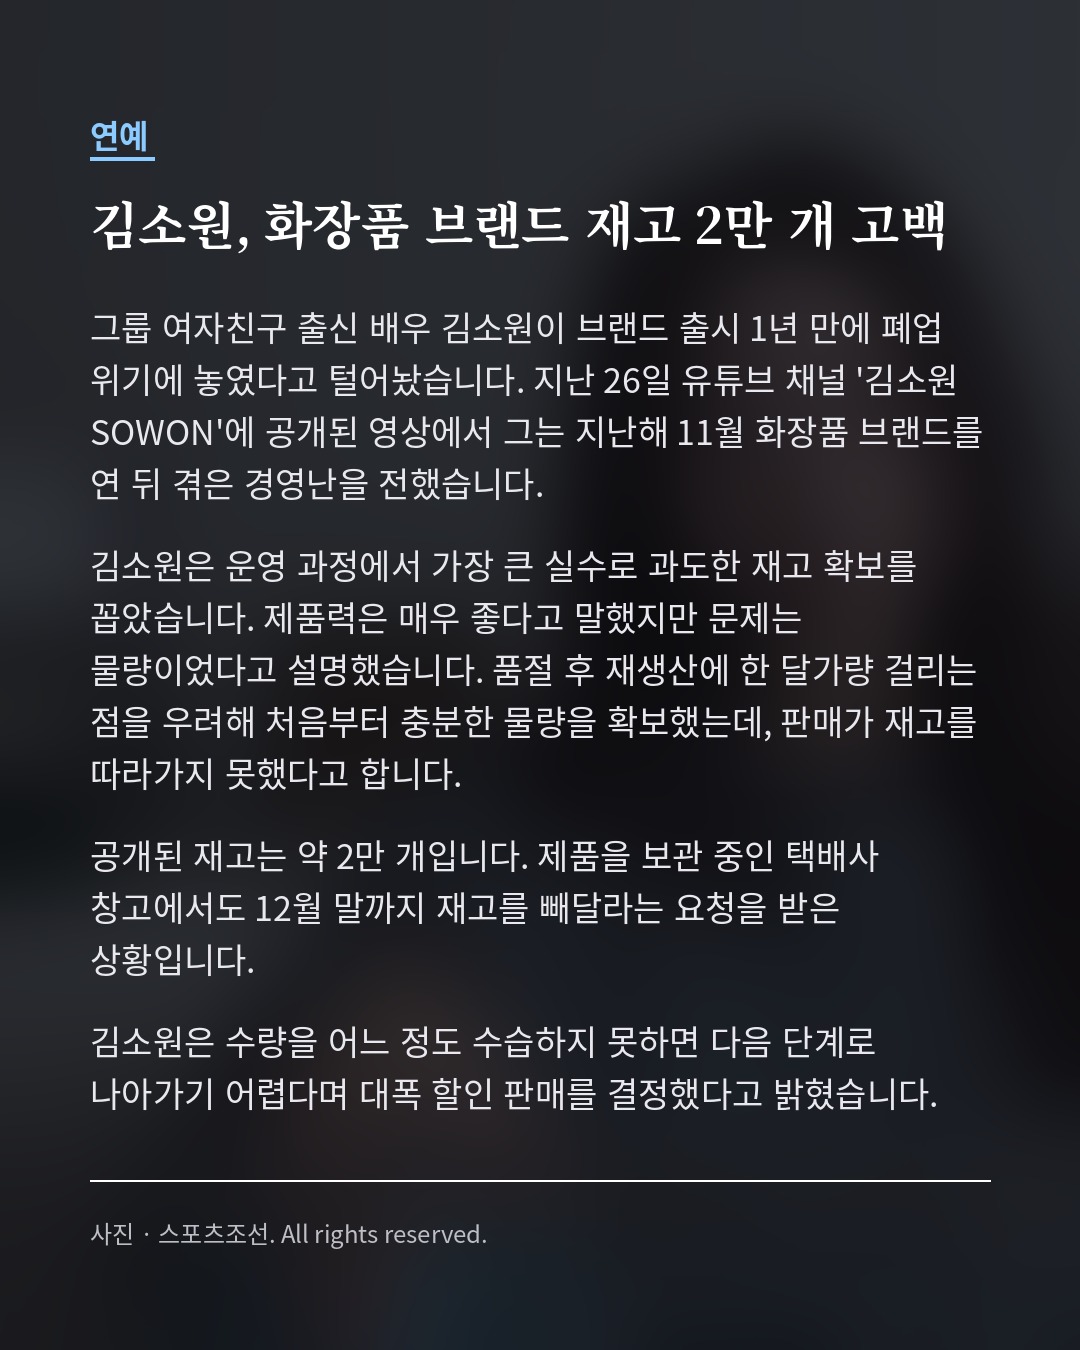 연예
김소원, 화장품 브랜드 재고 2만 개 고백
그룹 여자친구 출신 배우 김소원이 브랜드 출시 1년 만에 폐업
위기에 놓였다고 털어놨습니다. 지난 26일 유튜브 채널 '김소원
SOWON'에 공개된 영상에서 그는 지난해 11월 화장품 브랜드를
연 뒤 겪은 경영난을 전했습니다.
김소원은 운영 과정에서 가장 큰 실수로 과도한 재고 확보를
꼽았습니다. 제품력은 매우 좋다고 말했지만 문제는
물량이었다고 설명했습니다. 품절 후 재생산에 한 달가량 걸리는
점을 우려해 처음부터 충분한 물량을 확보했는데, 판매가 재고를
따라가지 못했다고 합니다.
공개된 재고는 약 2만 개입니다. 제품을 보관 중인 택배사
창고에서도 12월 말까지 재고를 빼달라는 요청을 받은
상황입니다.
김소원은 수량을 어느 정도 수습하지 못하면 다음 단계로
나아가기 어렵다며 대폭 할인 판매를 결정했다고 밝혔습니다.
사진 · 스포츠조선. All rights reserved.